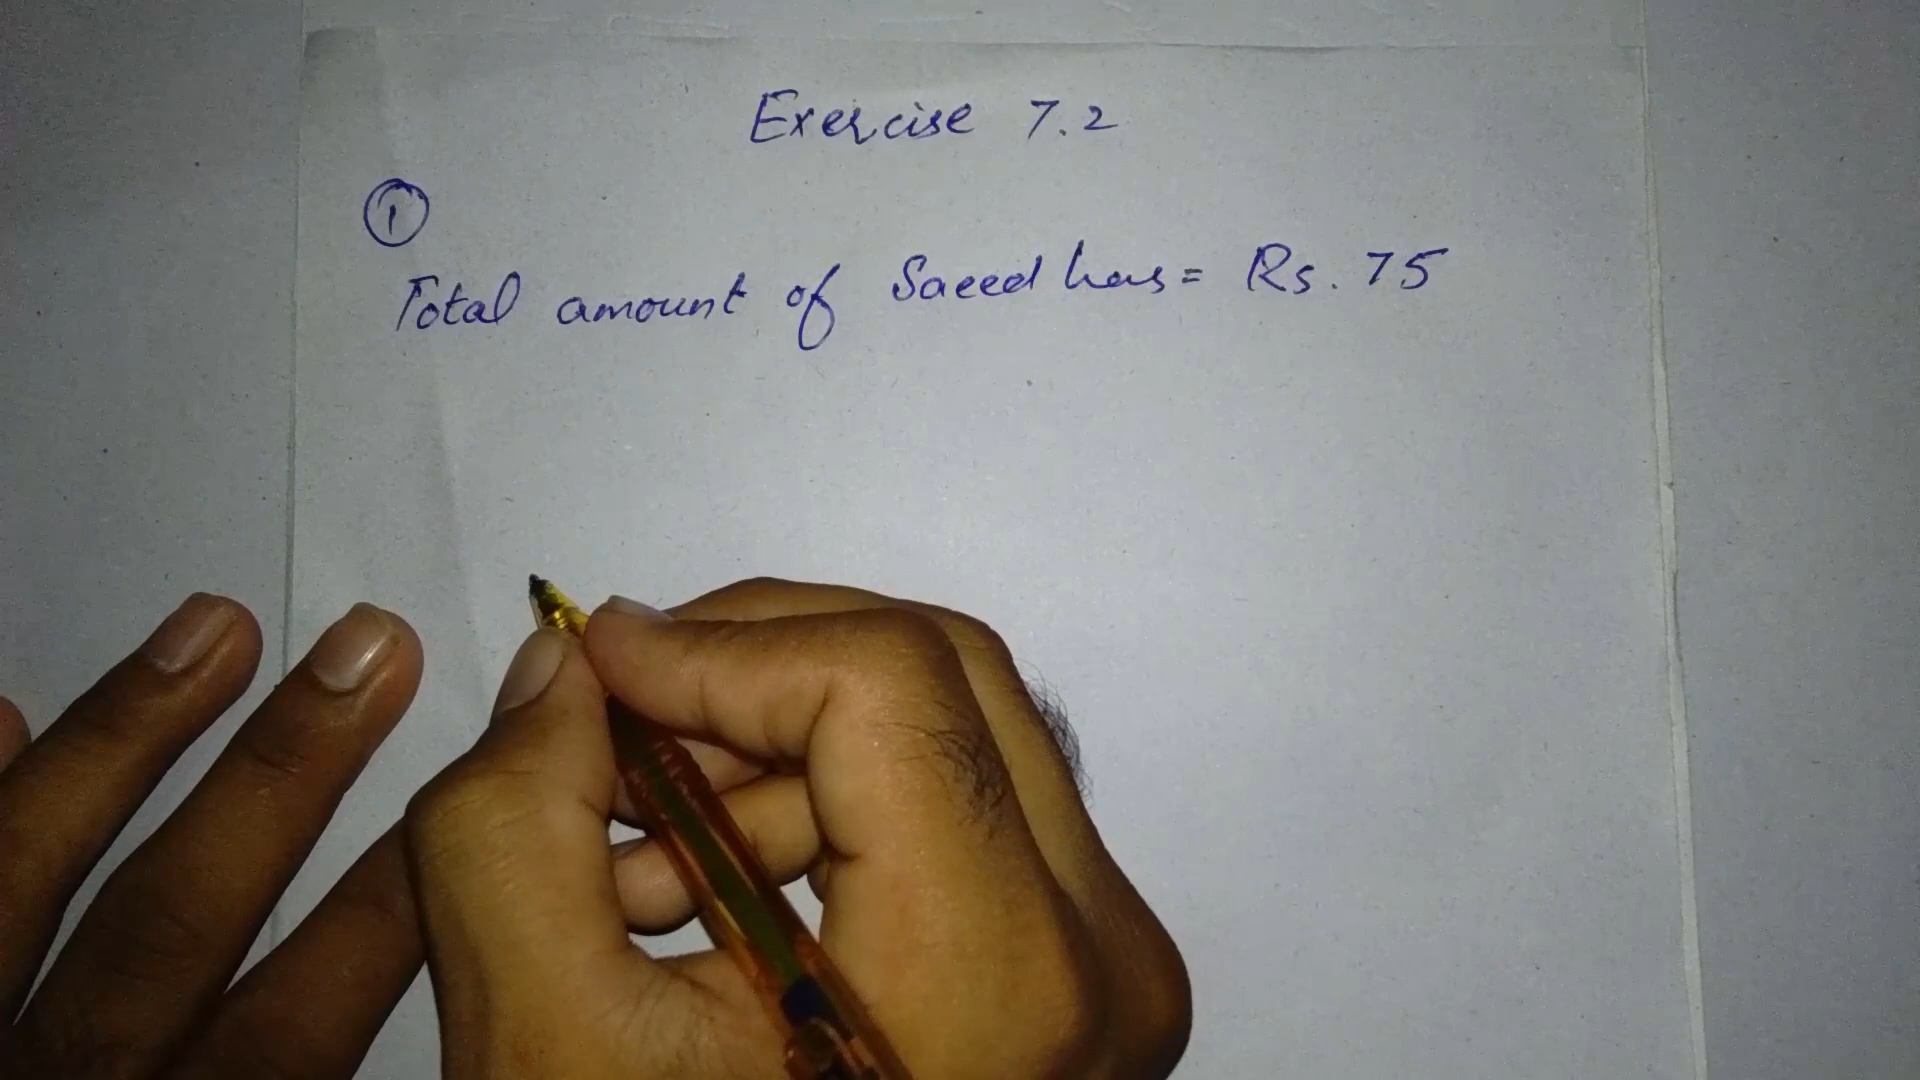 Exercise 7.2
1
Total amount of Saeed has = Rs. 75